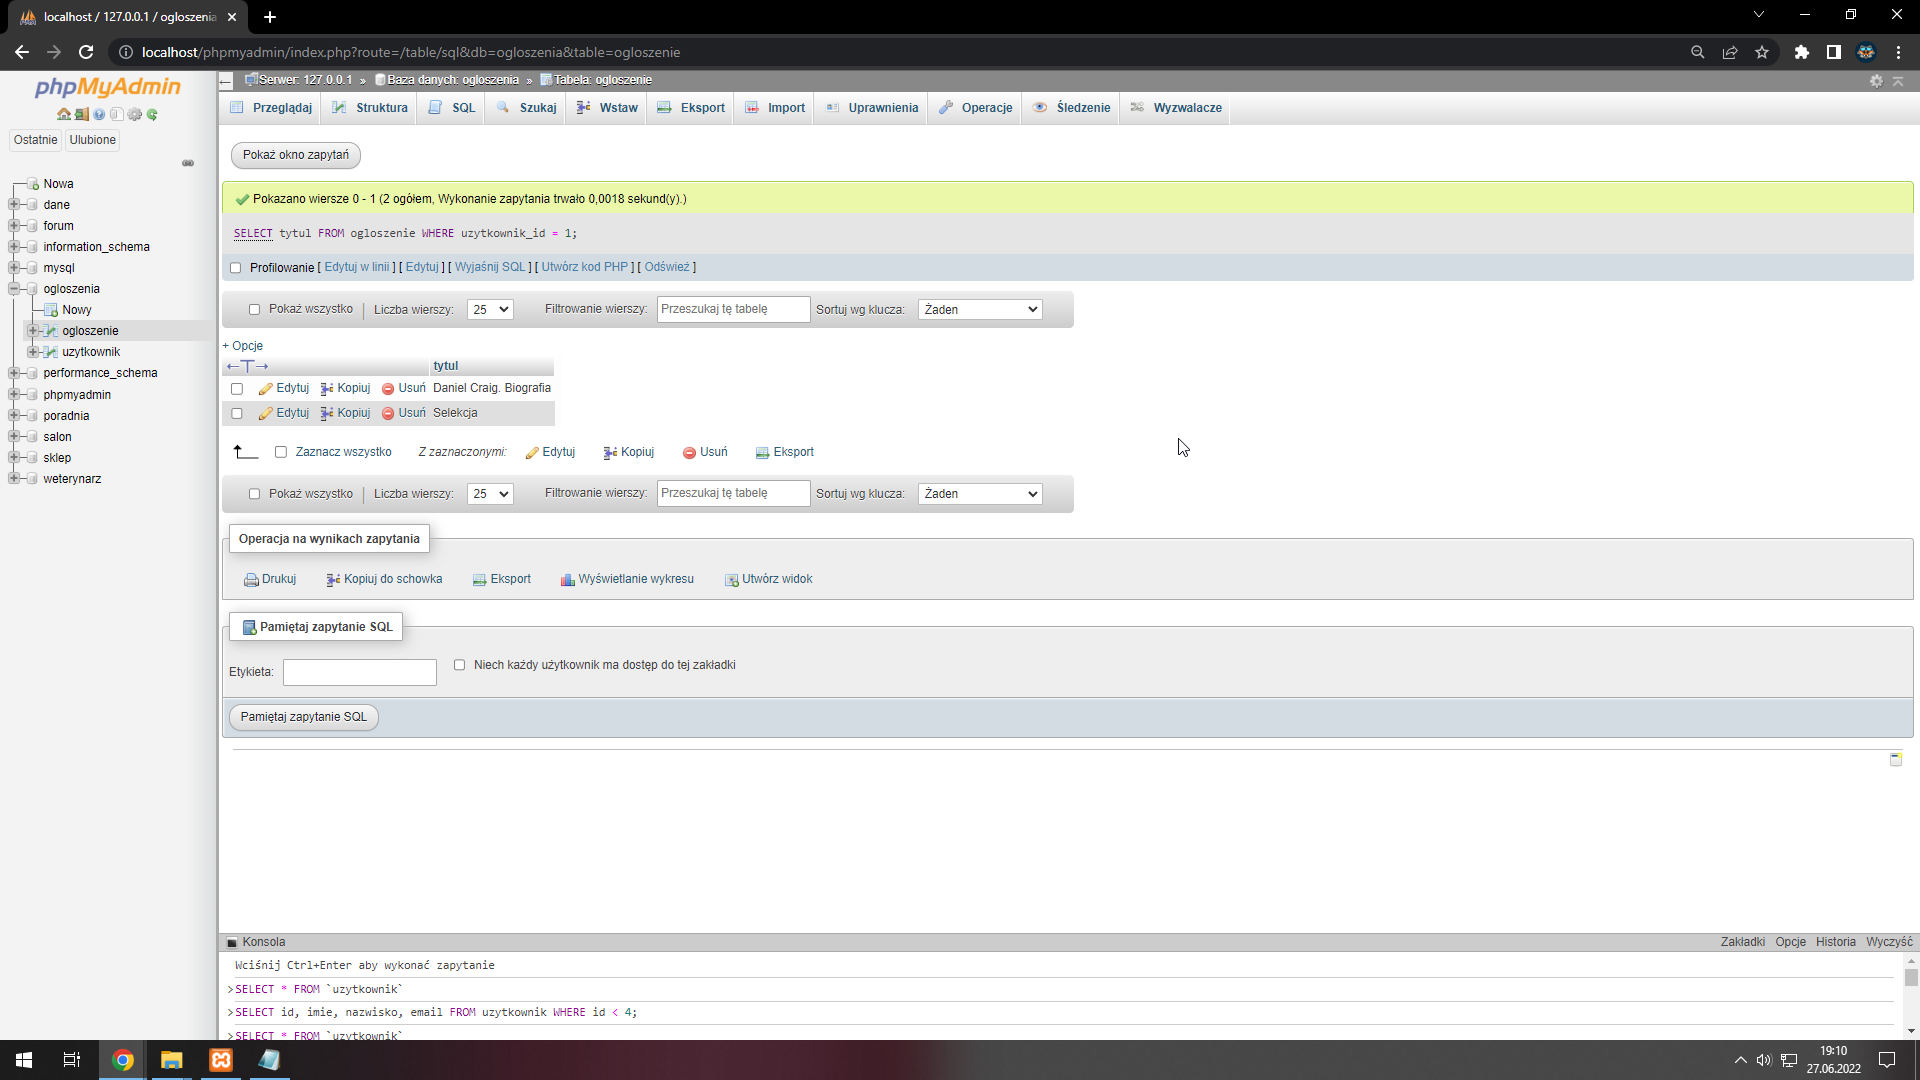 localhost / 127.0.0.1 / ogloszenia
localhost/phpmyadmin/index.php?route=/table/sql&db=ogloszenia&table=ogloszenie
phpMyAdmin
Ostatnie Ulubione
Nowa
dane
forum
information_schema
mysql
ogloszenia
Nowy
ogloszenie
uzytkownik
performance_schema
phpmyadmin
poradnia
salon
sklep
weterynarz
Serwer: 127.0.0.1 » Baza danych: ogloszenia » Tabela: ogloszenie
Przeglądaj Struktura SQL Szukaj Wstaw Eksport Import Uprawnienia Operacje Śledzenie Wyzwalacze
Pokaż okno zapytań
Pokazano wiersze 0 - 1 (2 ogółem, Wykonanie zapytania trwało 0,0018 sekund(y).)
SELECT tytul FROM ogloszenie WHERE uzytkownik_id = 1;
Profilowanie [ Edytuj w linii ] [ Edytuj ] [ Wyjaśnij SQL ] [ Utwórz kod PHP ] [ Odśwież ]
Pokaż wszystko | Liczba wierszy: 25 Filtrowanie wierszy: Przeszukaj tę tabelę Sortuj wg klucza: Żaden
+ Opcje
←T→ tytul
Edytuj Kopiuj Usuń Daniel Craig. Biografia
Edytuj Kopiuj Usuń Selekcja
Zaznacz wszystko Z zaznaczonymi: Edytuj Kopiuj Usuń Eksport
Pokaż wszystko | Liczba wierszy: 25 Filtrowanie wierszy: Przeszukaj tę tabelę Sortuj wg klucza: Żaden
Operacja na wynikach zapytania
Drukuj Kopiuj do schowka Eksport Wyświetlanie wykresu Utwórz widok
Pamiętaj zapytanie SQL
Etykieta: Niech każdy użytkownik ma dostęp do tej zakładki
Pamiętaj zapytanie SQL
Konsola Zakładki Opcje Historia Wyczyść
Wciśnij Ctrl+Enter aby wykonać zapytanie
>SELECT * FROM `uzytkownik`
>SELECT id, imie, nazwisko, email FROM uzytkownik WHERE id < 4;
>SELECT * FROM `uzytkownik`
19:10
27.06.2022